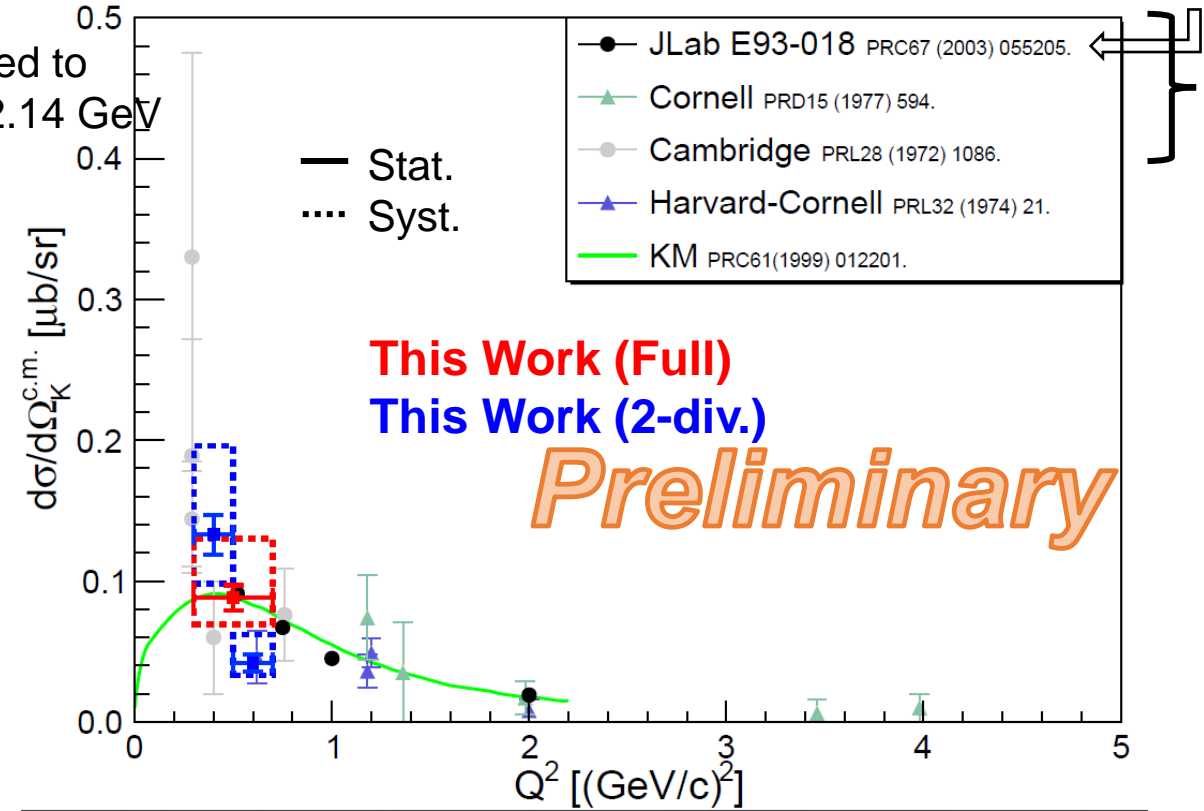 ed to
2.14 GeV
0.5
0.4
0.3
0.2
0.1
0.0
dσ/dΩ_K^{c.m.} [μb/sr]
JLab E93-018 PRC67 (2003) 055205.
Cornell PRD15 (1977) 594.
Cambridge PRL28 (1972) 1086.
Harvard-Cornell PRL32 (1974) 21.
KM PRC61(1999) 012201.
Stat.
Syst.
This Work (Full)
This Work (2-div.)
Preliminary
0 1 2 3 4 5
Q² [(GeV/c)²]